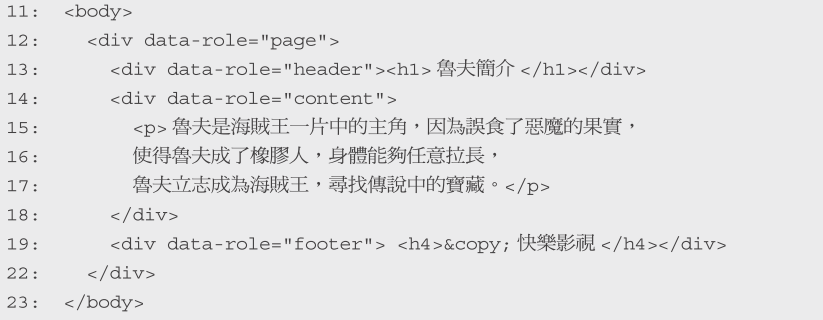 11:  <body>
12:    <div data-role="page">
13:      <div data-role="header"><h1> 魯夫簡介 </h1></div>
14:      <div data-role="content">
15:        <p> 魯夫是海賊王一片中的主角，因為誤食了惡魔的果實，
16:        使得魯夫成了橡膠人，身體能夠任意拉長，
17:        魯夫立志成為海賊王，尋找傳說中的寶藏。</p>
18:      </div>
19:      <div data-role="footer"> <h4>&copy; 快樂影視 </h4></div>
22:    </div>
23:  </body>